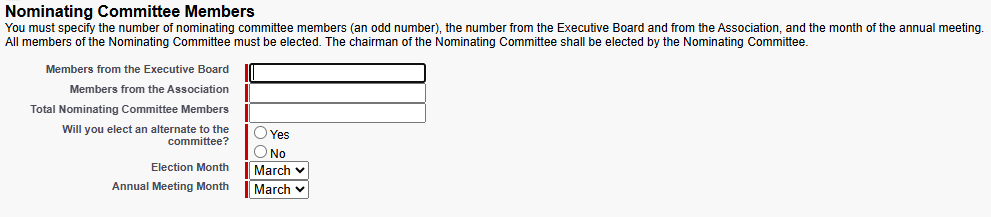 Nominating Committee Members
You must specify the number of nominating committee members (an odd number), the number from the Executive Board and from the Association, and the month of the annual meeting.
All members of the Nominating Committee must be elected. The chairman of the Nominating Committee shall be elected by the Nominating Committee.
Members from the Executive Board
Members from the Association
Total Nominating Committee Members
Will you elect an alternate to the
committee?
Yes
No
Election Month
March
Annual Meeting Month
March